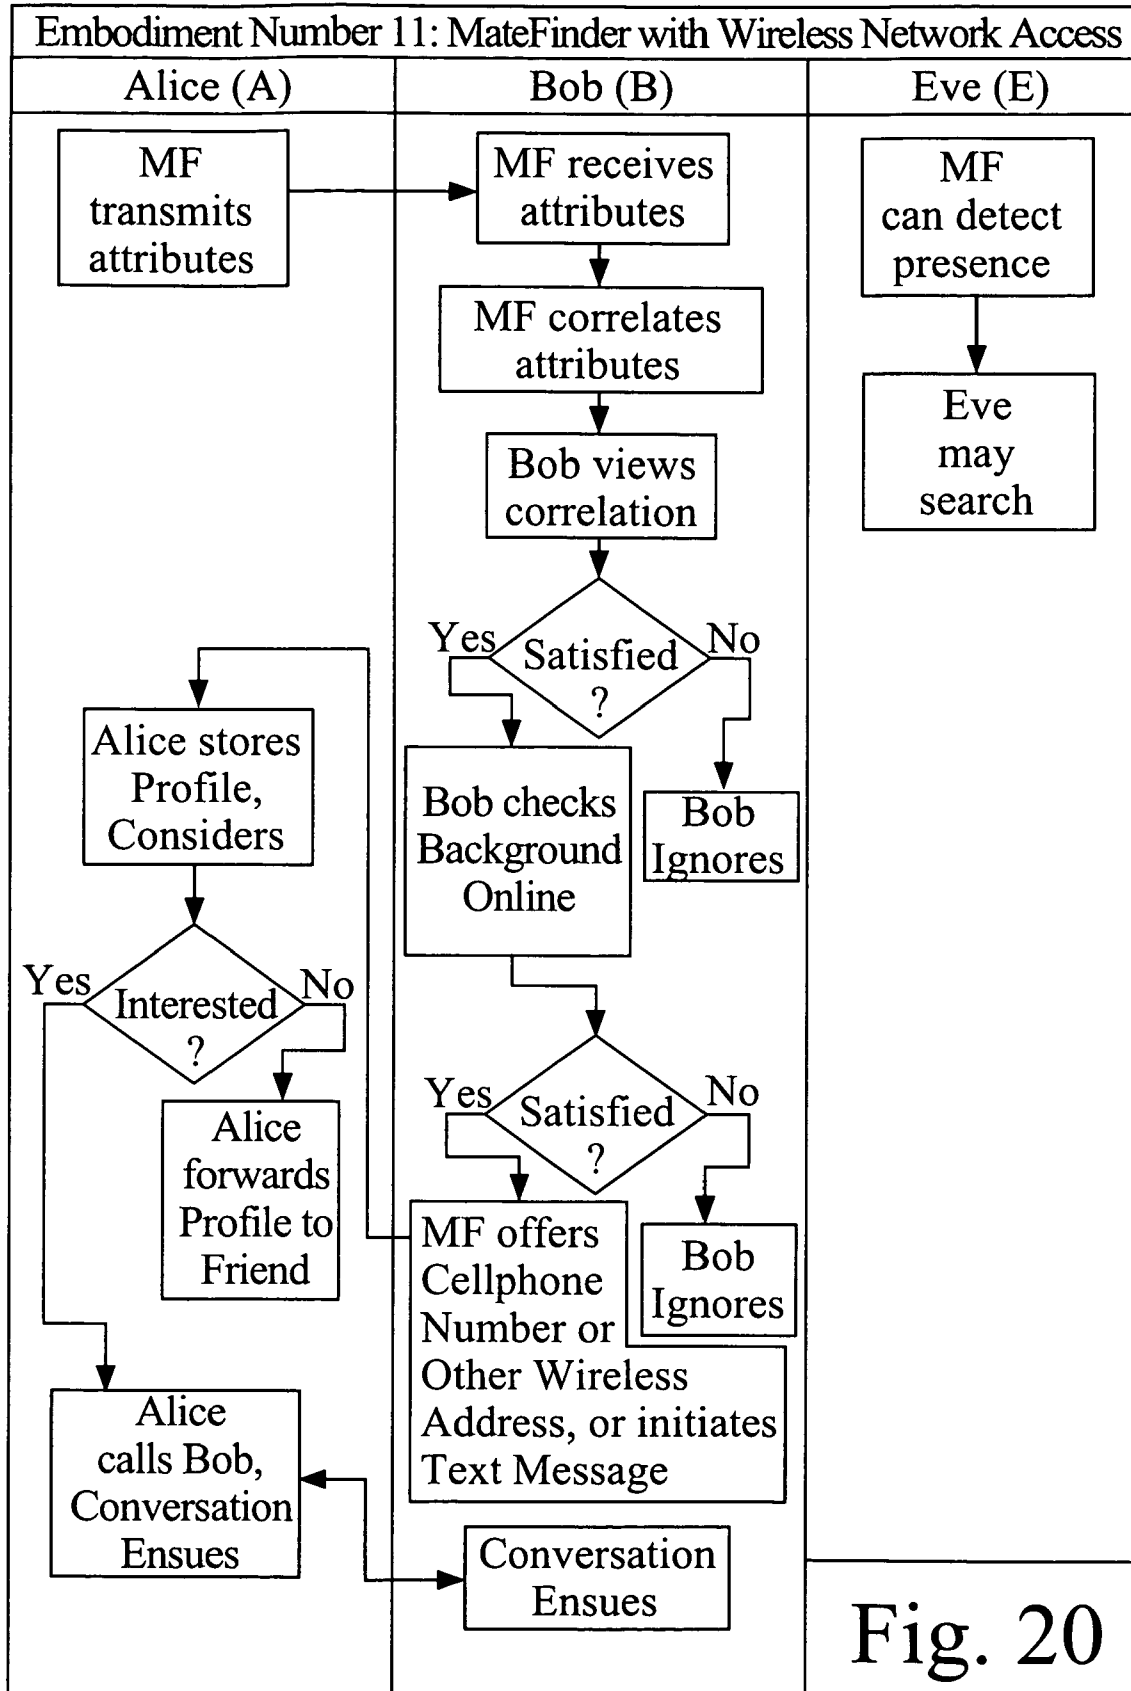 Embodiment Number 11: MateFinder with Wireless Network Access
Alice (A)
Bob (B)
Eve (E)
MF
transmits
attributes
MF receives
attributes
MF correlates
attributes
Bob views
correlation
Yes
Satisfied
?
No
Bob checks
Background
Online
Bob
Ignores
Yes
Satisfied
?
No
MF offers
Cellphone
Number or
Other Wireless
Address, or initiates
Text Message
Bob
Ignores
Alice stores
Profile,
Considers
Yes
Interested
?
No
Alice
forwards
Profile to
Friend
Alice
calls Bob,
Conversation
Ensues
Conversation
Ensues
MF
can detect
presence
Eve
may
search
Fig. 20